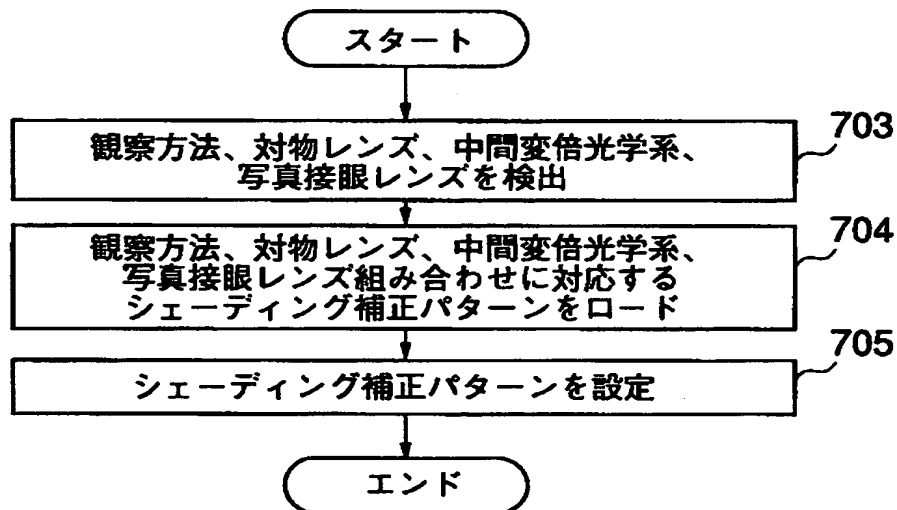 スタート
703
観察方法、対物レンズ、中間変倍光学系、
写真接眼レンズを検出
704
観察方法、対物レンズ、中間変倍光学系、
写真接眼レンズ組み合わせに対応する
シェーディング補正パターンをロード
705
シェーディング補正パターンを設定
エンド